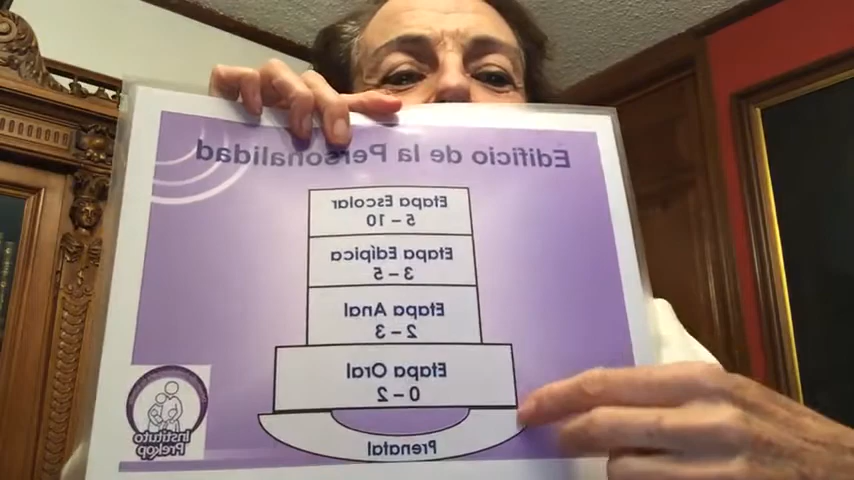 Edificio de la Personalidad
Etapa Escolar
5 - 10
Etapa Edípica
3 - 5
Etapa Anal
2 - 3
Etapa Oral
0 - 2
Prenatal
Instituto
Prekop